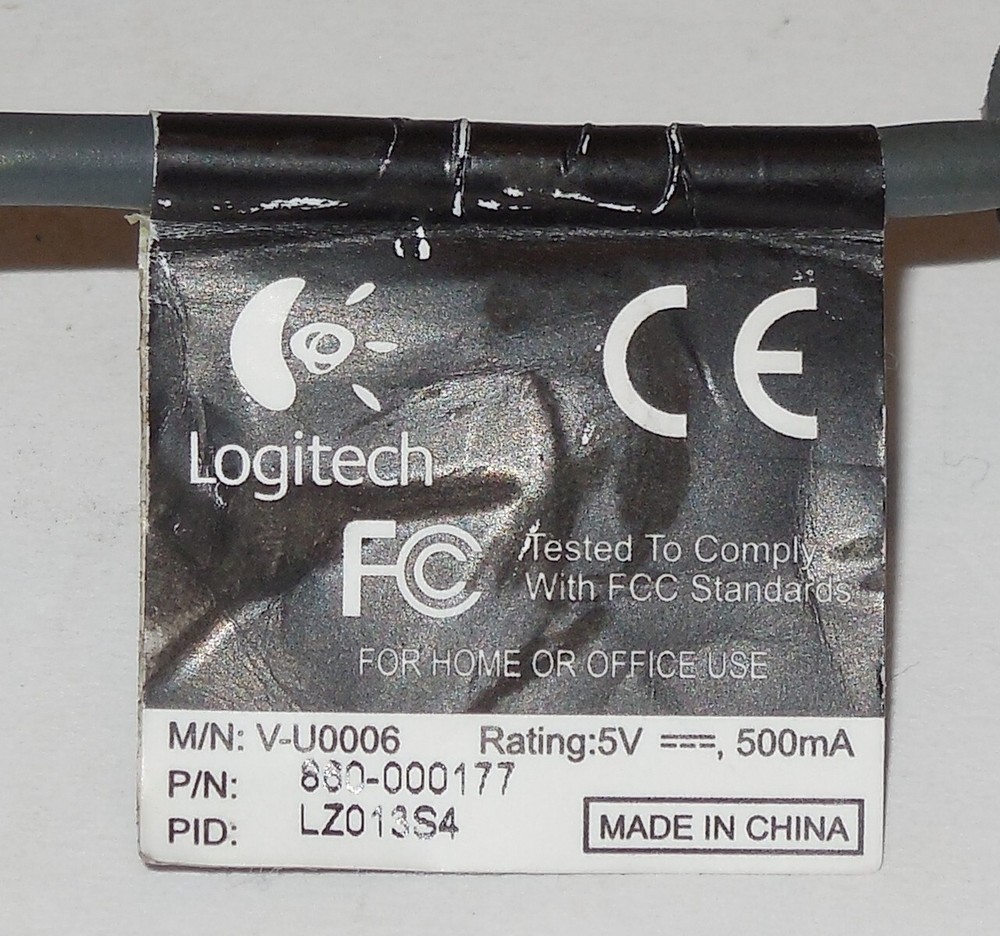 CE
Logitech
FC Tested To Comply
With FCC Standards
FOR HOME OR OFFICE USE
M/N: V-U0006 Rating:5V ⎓, 500mA
P/N: 860-000177
PID: LZ013S4
MADE IN CHINA